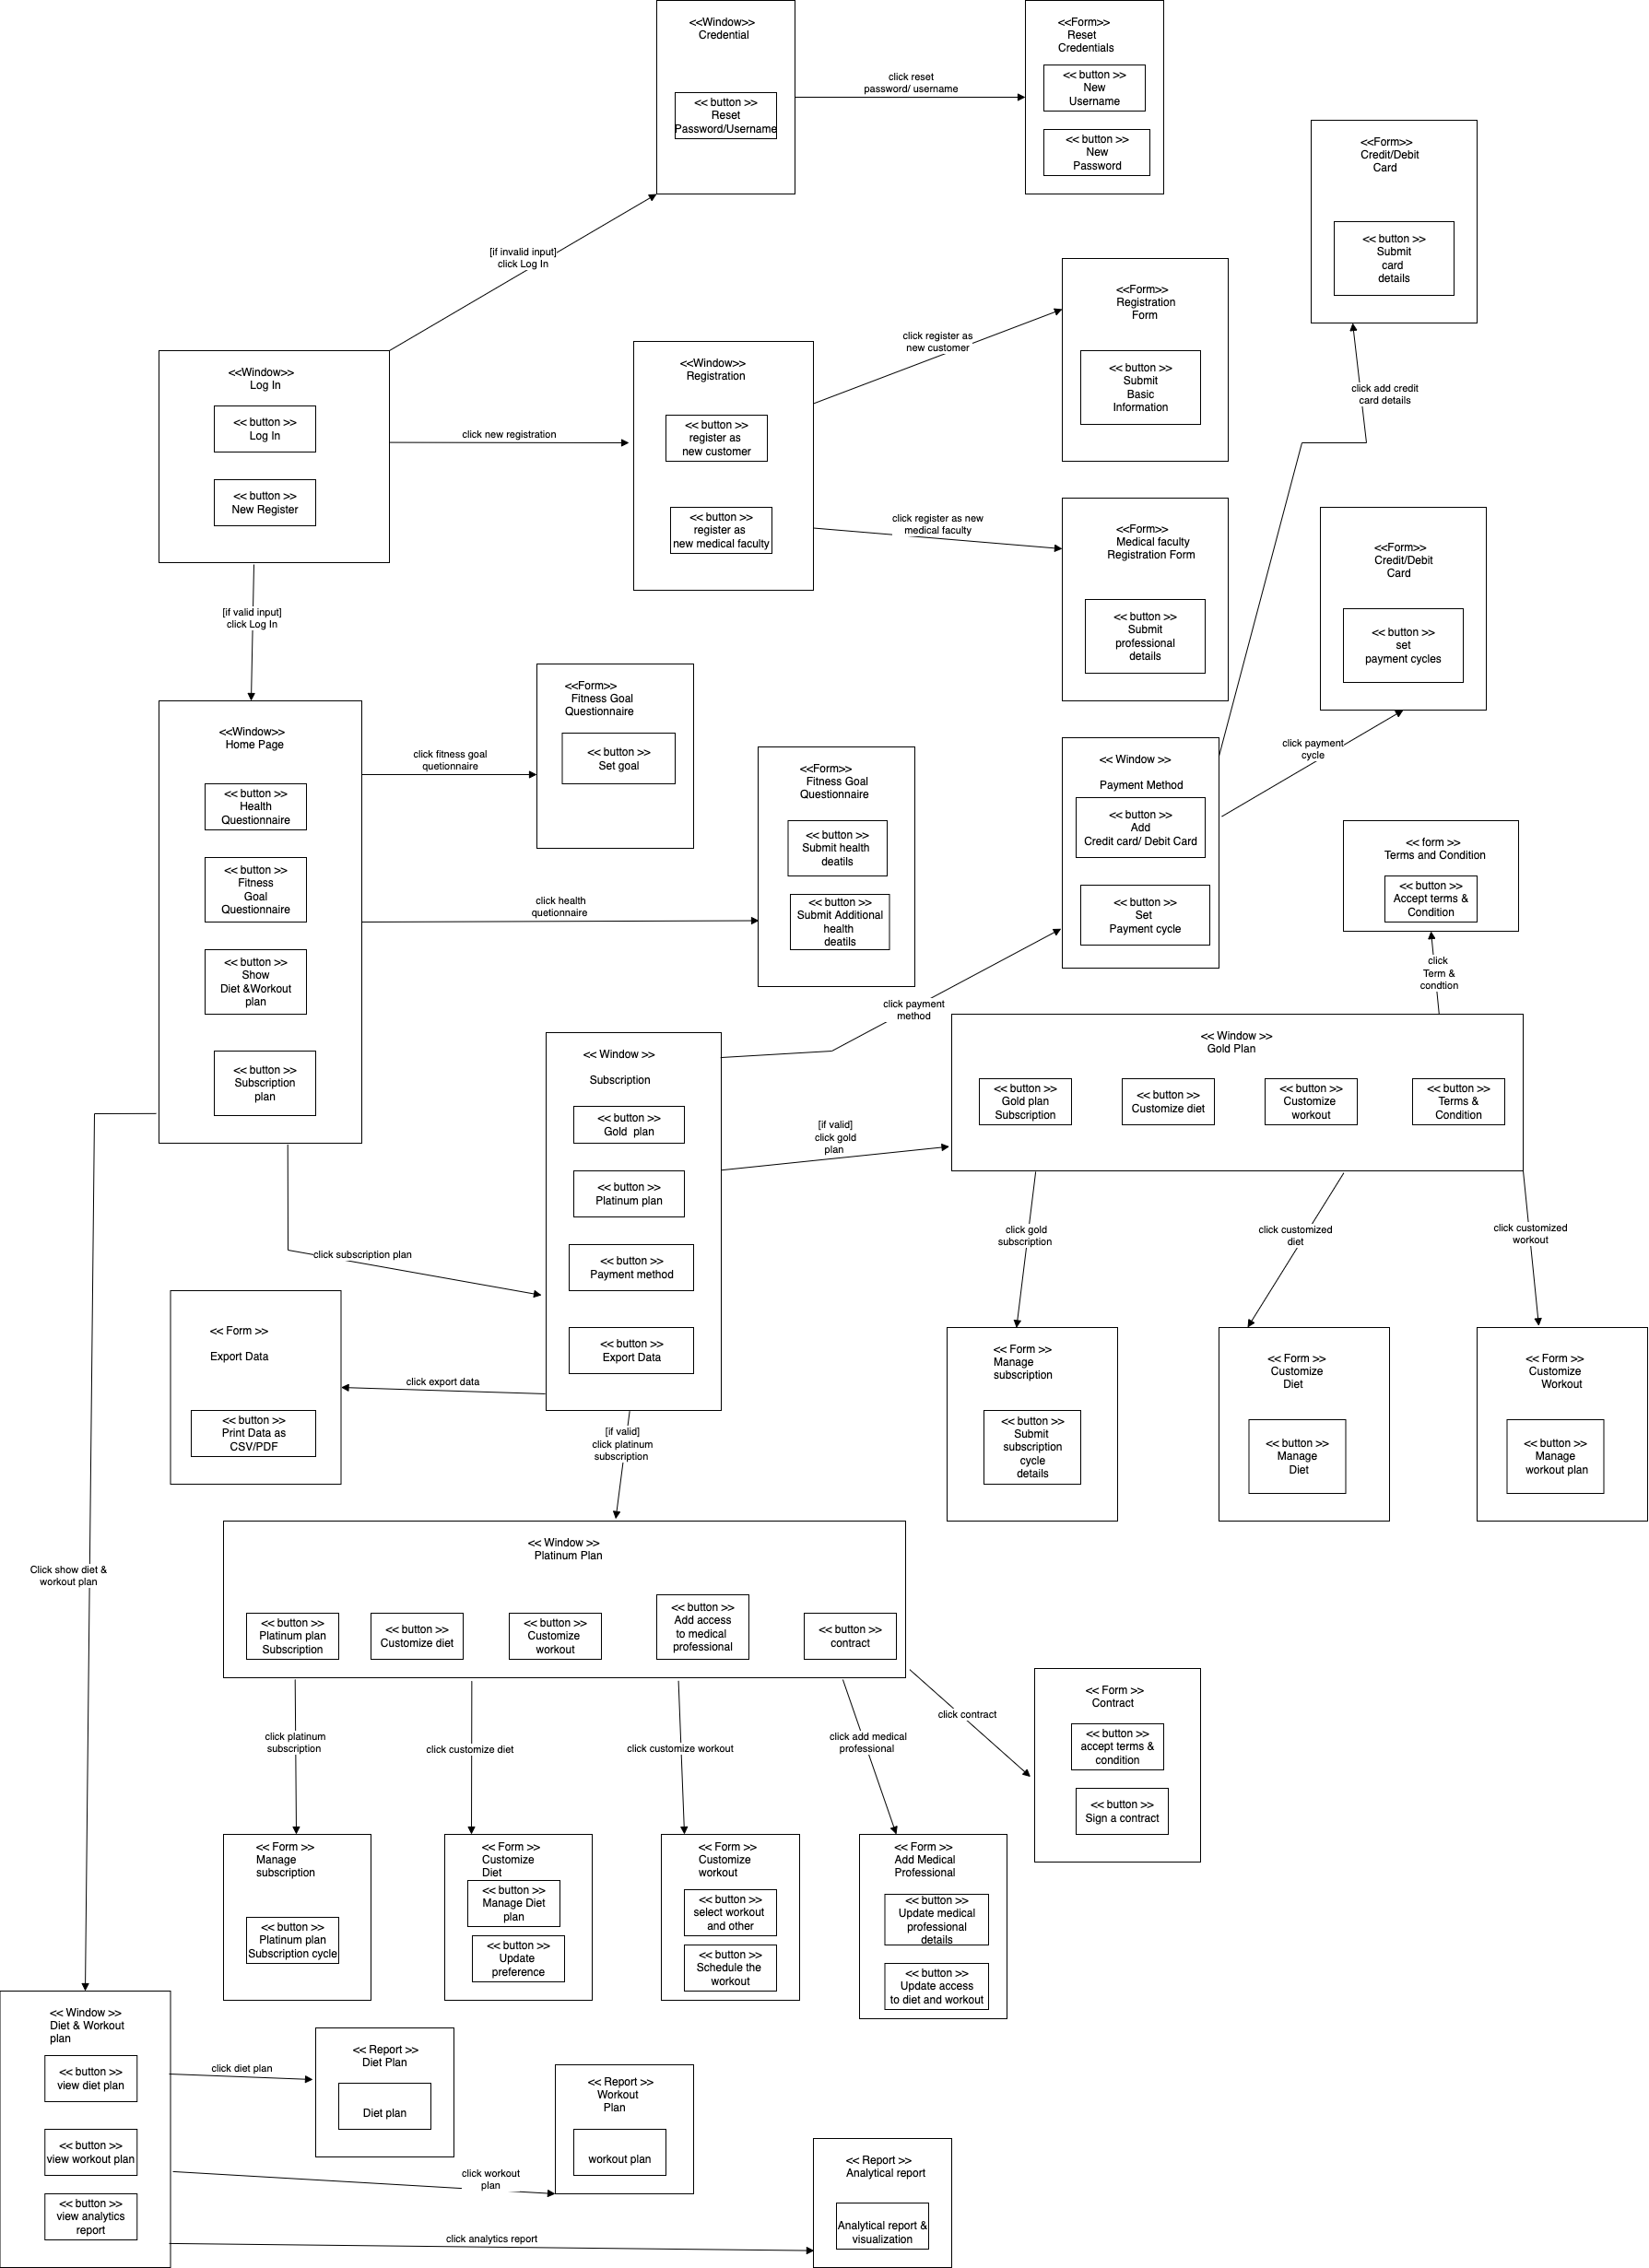 <<Window>>
Credential
<< button >>
Reset
Password/Username
click reset
password/ username
<<Form>>
Reset
Credentials
<< button >>
New
Username
<< button >>
New
Password
<<Form>>
Credit/Debit
Card
<< button >>
Submit
card
details
[if invalid input]
click Log In
<<Window>>
Log In
<< button >>
Log In
<< button >>
New Register
click new registration
<<Window>>
Registration
<< button >>
register as
new customer
<< button >>
register as
new medical faculty
click register as
new customer
<<Form>>
Registration
Form
<< button >>
Submit
Basic
Information
click add credit
card details
click register as new
medical faculty
<<Form>>
Medical faculty
Registration Form
<< button >>
Submit
professional
details
<<Form>>
Credit/Debit
Card
<< button >>
set
payment cycles
[if valid input]
click Log In
<<Window>>
Home Page
<< button >>
Health
Questionnaire
<< button >>
Fitness
Goal
Questionnaire
<< button >>
Show
Diet &Workout
plan
<< button >>
Subscription
plan
click fitness goal
quetionnaire
<<Form>>
Fitness Goal
Questionnaire
<< button >>
Set goal
click health
quetionnaire
<<Form>>
Fitness Goal
Questionnaire
<< button >>
Submit health
deatils
<< button >>
Submit Additional
health
deatils
<< Window >>
Payment Method
<< button >>
Add
Credit card/ Debit Card
<< button >>
Set
Payment cycle
click payment
cycle
<< form >>
Terms and Condition
<< button >>
Accept terms &
Condition
click
Term &
condtion
click payment
method
<< Window >>
Subscription
<< button >>
Gold  plan
<< button >>
Platinum plan
<< button >>
Payment method
<< button >>
Export Data
[if valid]
click gold
plan
<< Window >>
Gold Plan
<< button >>
Gold plan
Subscription
<< button >>
Customize diet
<< button >>
Customize
workout
<< button >>
Terms &
Condition
click gold
subscription
click customized
diet
click customized
workout
click subscription plan
<< Form >>
Export Data
<< button >>
Print Data as
CSV/PDF
click export data
<< Form >>
Manage
subscription
<< button >>
Submit
subscription
cycle
details
<< Form >>
Customize
Diet
<< button >>
Manage
Diet
<< Form >>
Customize
Workout
<< button >>
Manage
workout plan
[if valid]
click platinum
subscription
Click show diet &
workout plan
<< Window >>
Platinum Plan
<< button >>
Platinum plan
Subscription
<< button >>
Customize diet
<< button >>
Customize
workout
<< button >>
Add access
to medical
professional
<< button >>
contract
click platinum
subscription
click customize diet
click customize workout
click add medical
professional
click contract
<< Form >>
Contract
<< button >>
accept terms &
condition
<< button >>
Sign a contract
<< Form >>
Manage
subscription
<< button >>
Platinum plan
Subscription cycle
<< Form >>
Customize
Diet
<< button >>
Manage Diet
plan
<< button >>
Update
preference
<< Form >>
Customize
workout
<< button >>
select workout
and other
<< button >>
Schedule the
workout
<< Form >>
Add Medical
Professional
<< button >>
Update medical
professional
details
<< button >>
Update access
to diet and workout
<< Window >>
Diet & Workout
plan
<< button >>
view diet plan
<< button >>
view workout plan
<< button >>
view analytics
report
click diet plan
<< Report >>
Diet Plan
Diet plan
click workout
plan
<< Report >>
Workout
Plan
workout plan
click analytics report
<< Report >>
Analytical report
Analytical report &
visualization